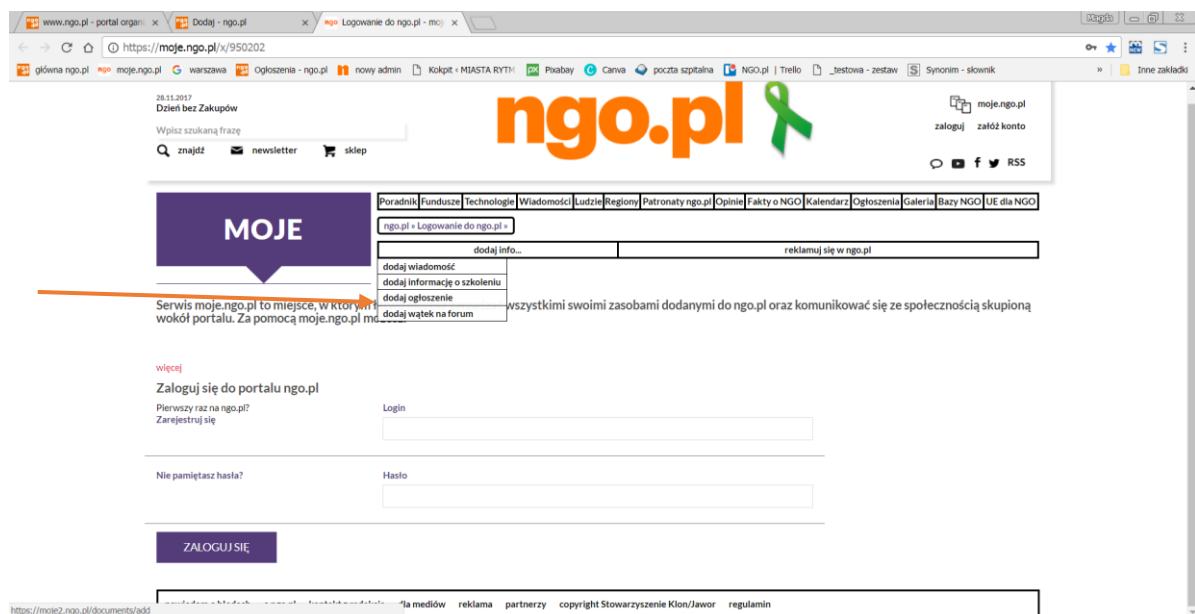 www.ngo.pl - portal organi
Dodaj - ngo.pl
Logowanie do ngo.pl - moj
Magda
https://moje.ngo.pl/x/950202
główna ngo.pl
moje.ngo.pl
warszawa
Ogłoszenia - ngo.pl
nowy admin
Kokpit ‹ MIASTA RYTM
Pixabay
Canva
poczta szpitalna
NGO.pl | Trello
_testowa - zestaw
Synonim - słownik
»
Inne zakładki
28.11.2017
Dzień bez Zakupów
Wpisz szukaną frazę
znajdź newsletter sklep
ngo.pl
moje.ngo.pl
zaloguj załóż konto
RSS
MOJE
Poradnik Fundusze Technologie Wiadomości Ludzie Regiony Patronaty ngo.pl Opinie Fakty o NGO Kalendarz Ogłoszenia Galeria Bazy NGO UE dla NGO
ngo.pl » Logowanie do ngo.pl »
dodaj info... reklamuj się w ngo.pl
dodaj wiadomość
dodaj informację o szkoleniu
dodaj ogłoszenie
dodaj wątek na forum
Serwis moje.ngo.pl to miejsce, w którym wszystkimi swoimi zasobami dodanymi do ngo.pl oraz komunikować się ze społecznością skupioną
wokół portalu. Za pomocą moje.ngo.pl
więcej
Zaloguj się do portalu ngo.pl
Pierwszy raz na ngo.pl?
Zarejestruj się
Login
Nie pamiętasz hasła?
Hasło
ZALOGUJ SIĘ
dla mediów reklama partnerzy copyright Stowarzyszenie Klon/Jawor regulamin
https://moje2.ngo.pl/documents/add